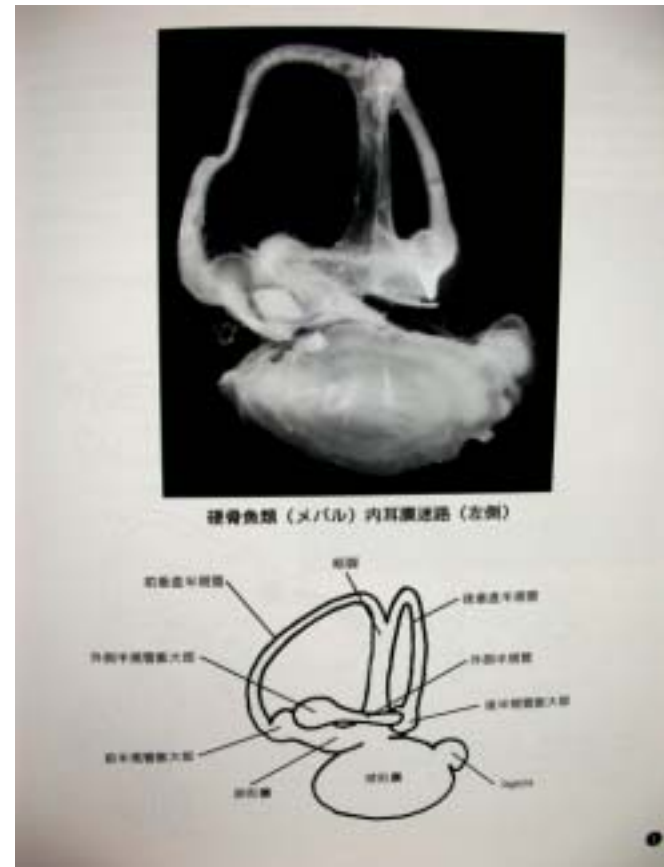 硬骨魚類(メバル)内耳膜迷路(左側)
総脚
前垂直半規管
後垂直半規管
外側半規管膨大部
外側半規管
後半規管膨大部
前半規管膨大部
卵形嚢
球形嚢
lagena